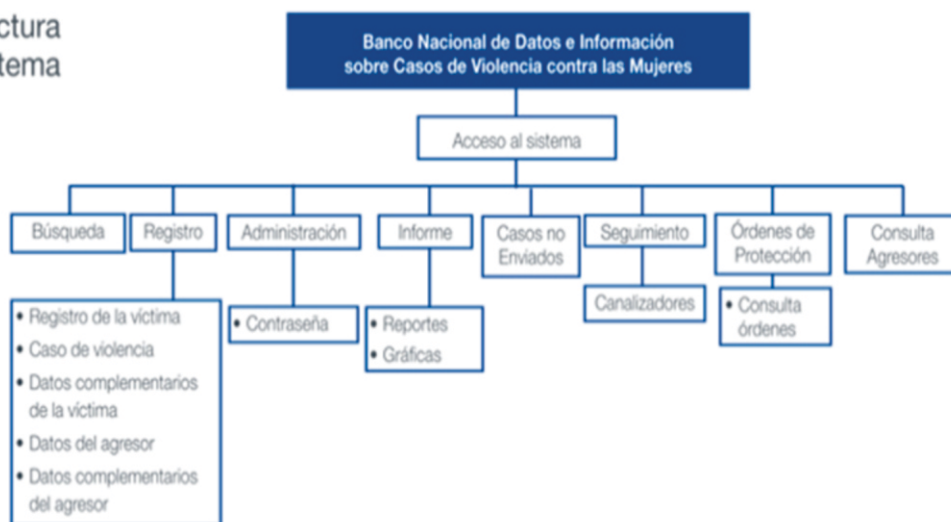 Banco Nacional de Datos e Información
sobre Casos de Violencia contra las Mujeres
Acceso al sistema
Búsqueda
Registro
• Registro de la víctima
• Caso de violencia
• Datos complementarios
de la víctima
• Datos del agresor
• Datos complementarios
del agresor
Administración
• Contraseña
Informe
• Reportes
• Gráficas
Casos no
Enviados
Seguimiento
Canalizadores
Órdenes de
Protección
• Consulta
órdenes
Consulta
Agresores